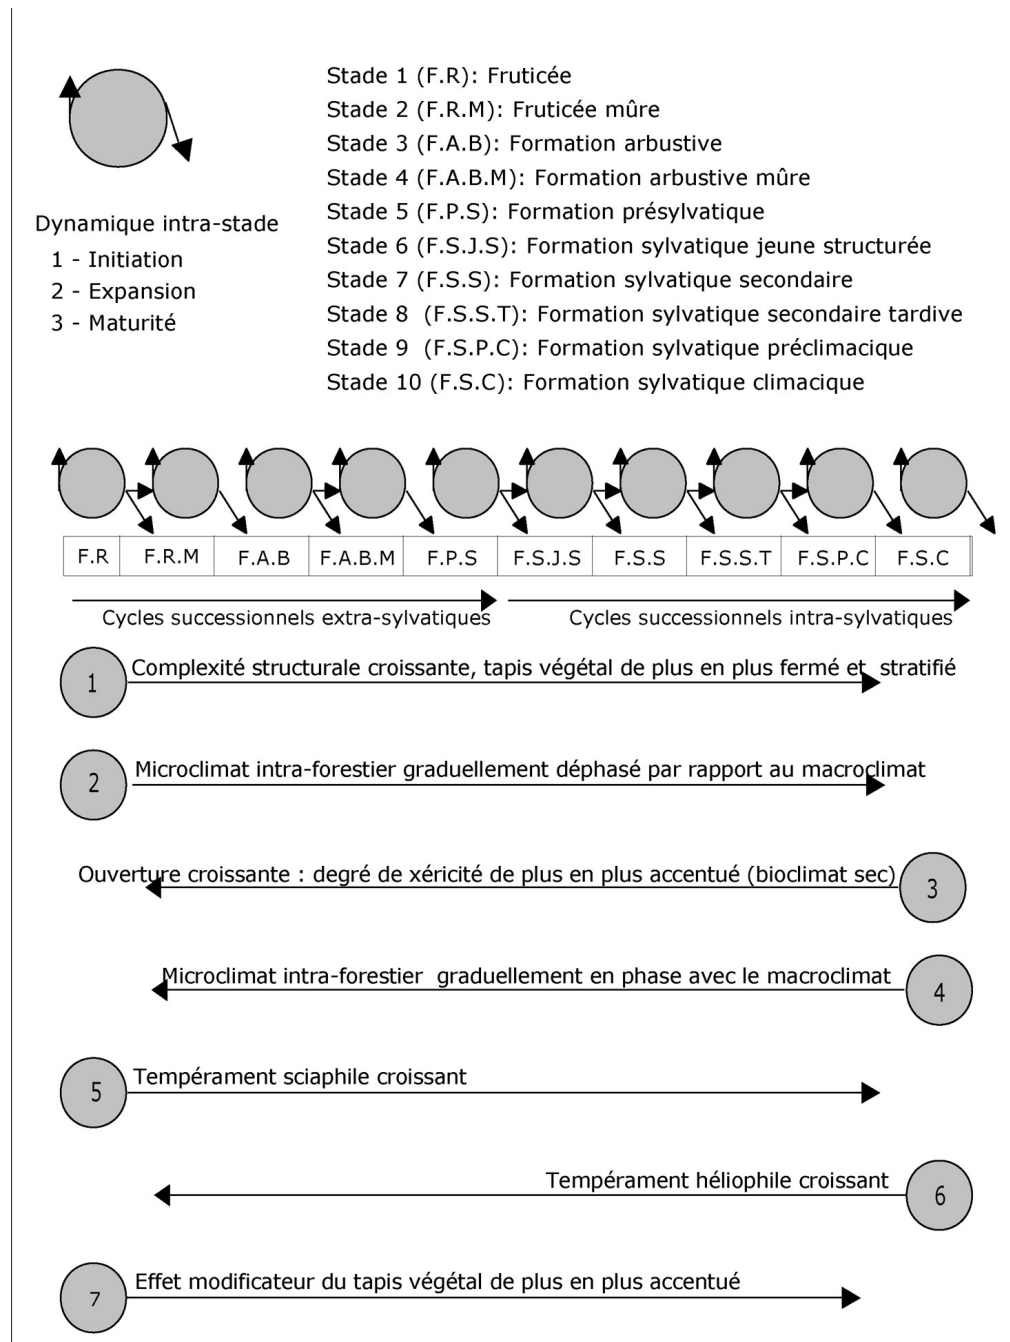 Stade 1 (F.R): Fruticée
Stade 2 (F.R.M): Fruticée mûre
Stade 3 (F.A.B): Formation arbustive
Stade 4 (F.A.B.M): Formation arbustive mûre
Stade 5 (F.P.S): Formation présylvatique
Stade 6 (F.S.J.S): Formation sylvatique jeune structurée
Stade 7 (F.S.S): Formation sylvatique secondaire
Stade 8 (F.S.S.T): Formation sylvatique secondaire tardive
Stade 9 (F.S.P.C): Formation sylvatique préclimacique
Stade 10 (F.S.C): Formation sylvatique climacique
Dynamique intra-stade
1 - Initiation
2 - Expansion
3 - Maturité
F.R F.R.M F.A.B F.A.B.M F.P.S F.S.J.S F.S.S F.S.S.T F.S.P.C F.S.C
Cycles successionnels extra-sylvatiques Cycles successionnels intra-sylvatiques
1 Complexité structurale croissante, tapis végétal de plus en plus fermé et stratifié
2 Microclimat intra-forestier graduellement déphasé par rapport au macroclimat
Ouverture croissante : degré de xéricité de plus en plus accentué (bioclimat sec) 3
Microclimat intra-forestier graduellement en phase avec le macroclimat 4
5 Tempérament sciaphile croissant
Tempérament héliophile croissant 6
7 Effet modificateur du tapis végétal de plus en plus accentué